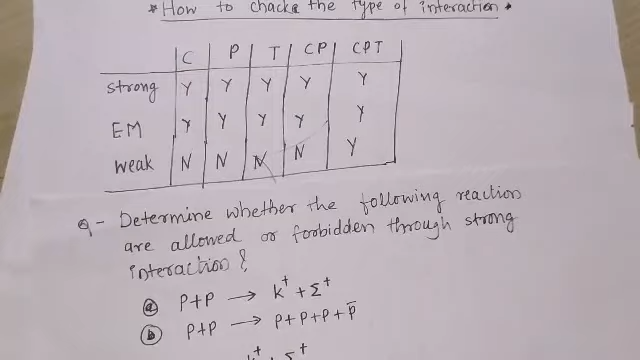 *How to chack the type of interaction*
C P T CP CPT
strong Y Y Y Y Y
EM Y Y Y Y Y
weak N N N N Y
Q- Determine whether the following reaction
are allowed or forbidden through strong
interaction?
(a) P+P → K⁺ + Σ⁺
(b) P+P → P+P+P+p̄
K⁺ Σ⁺